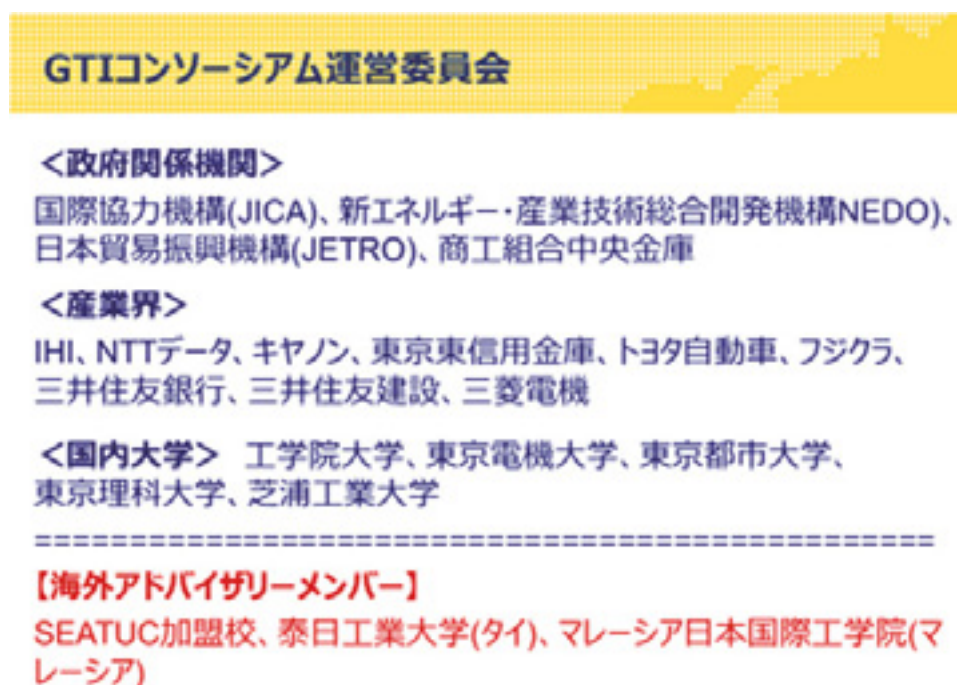 GTIコンソーシアム運営委員会
＜政府関係機関＞
国際協力機構(JICA)、新エネルギー・産業技術総合開発機構NEDO)、
日本貿易振興機構(JETRO)、商工組合中央金庫
＜産業界＞
IHI、NTTデータ、キヤノン、東京東信用金庫、トヨタ自動車、フジクラ、
三井住友銀行、三井住友建設、三菱電機
＜国内大学＞　工学院大学、東京電機大学、東京都市大学、
東京理科大学、芝浦工業大学
================================================
【海外アドバイザリーメンバー】
SEATUC加盟校、泰日工業大学(タイ)、マレーシア日本国際工学院(マ
レーシア)